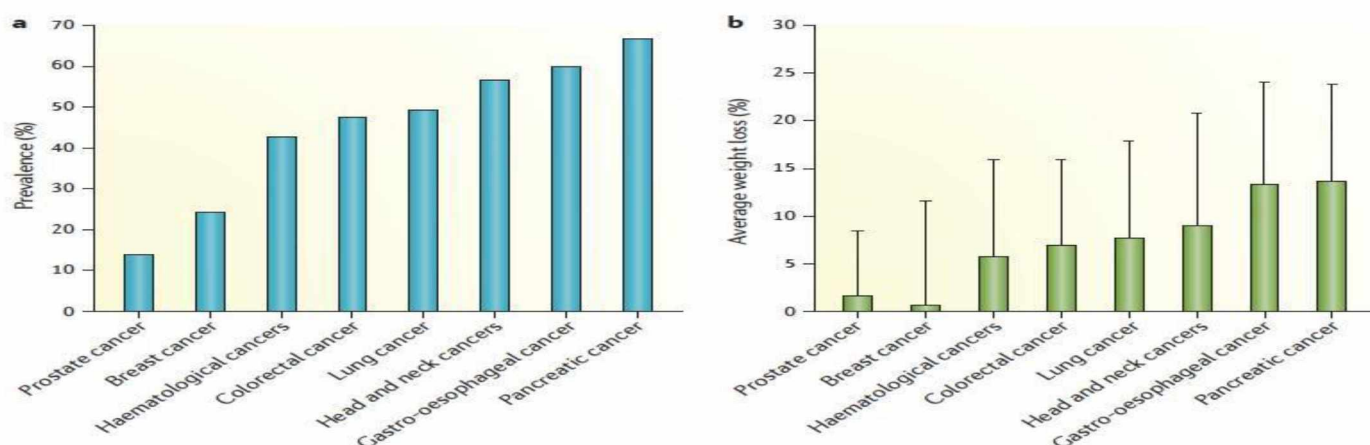 a
70
60
50
40
30
20
10
0
Prevalence (%)
Prostate cancer
Breast cancer
Haematological cancers
Colorectal cancer
Lung cancer
Head and neck cancers
Gastro-oesophageal cancer
Pancreatic cancer
b
30
25
20
15
10
5
0
Average weight loss (%)
Prostate cancer
Breast cancer
Haematological cancers
Colorectal cancer
Lung cancer
Head and neck cancers
Gastro-oesophageal cancer
Pancreatic cancer